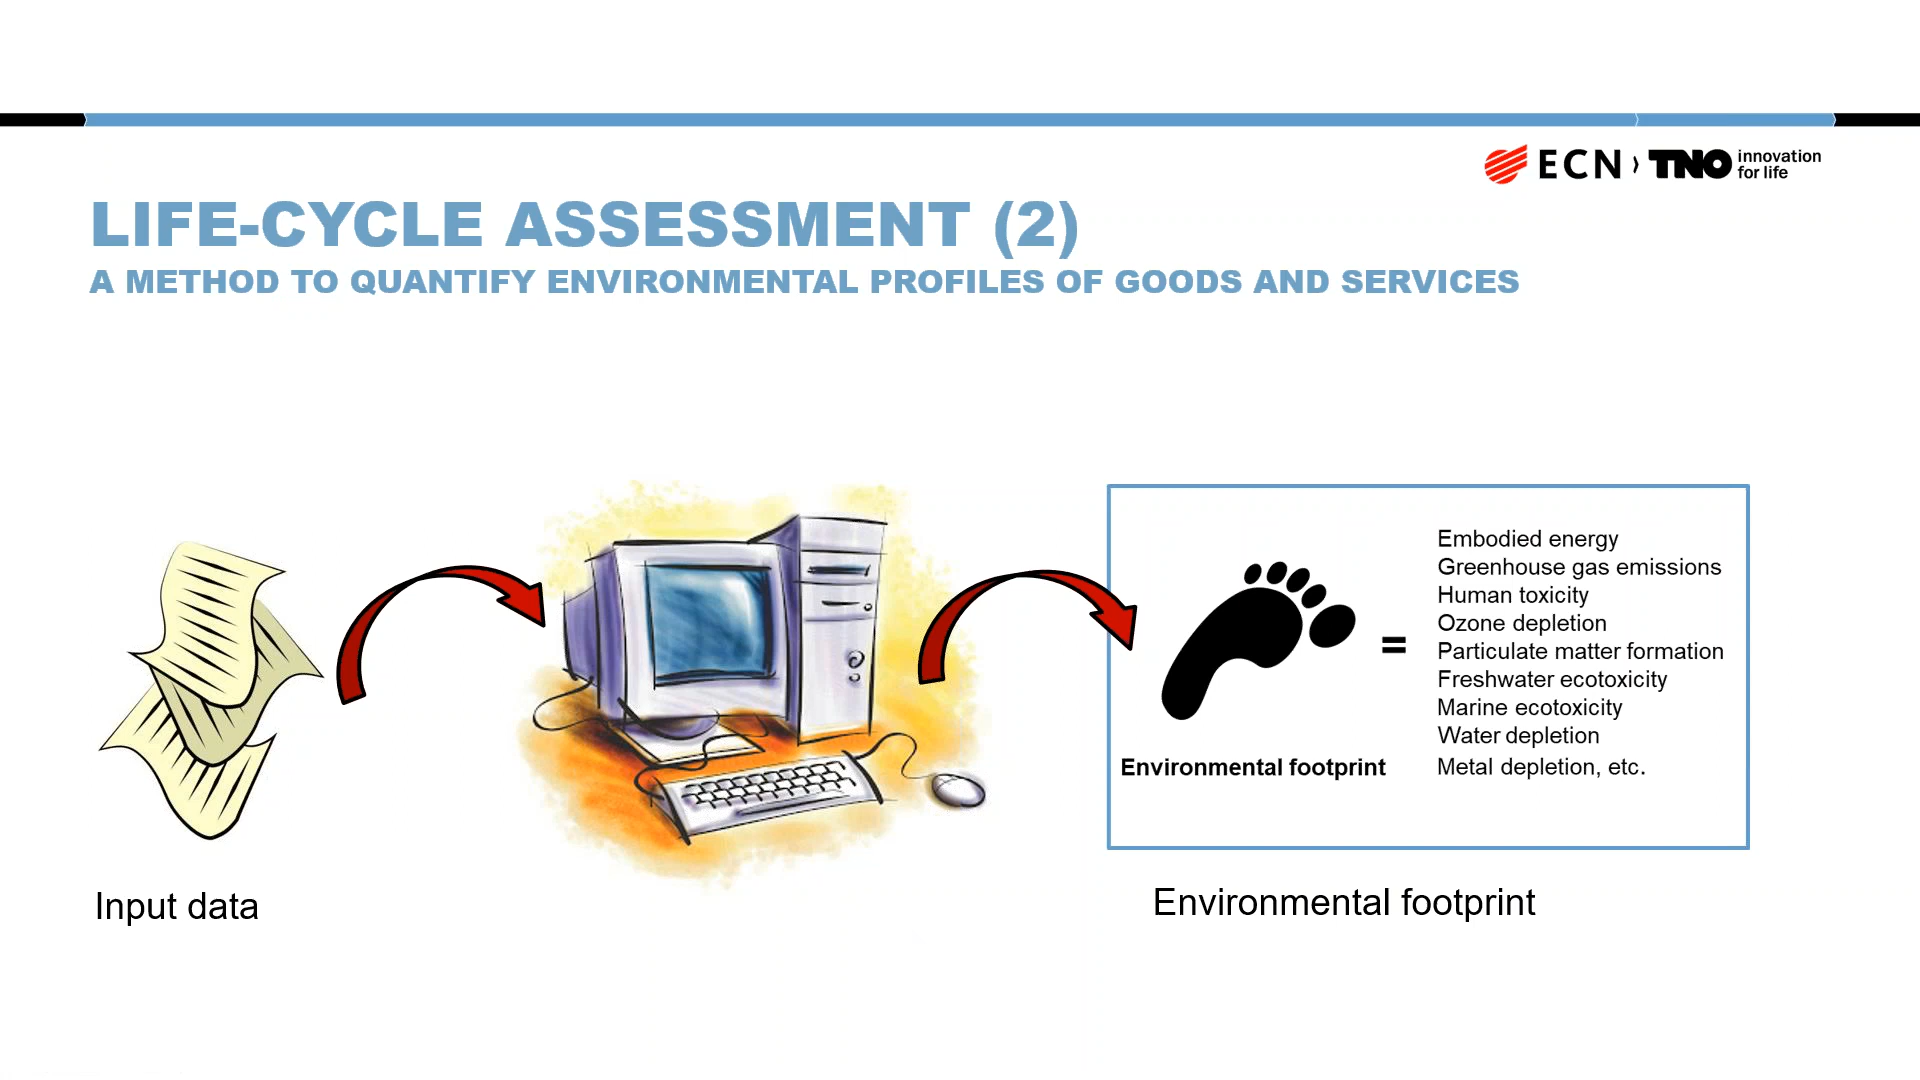 ECN › TNO innovation
for life
LIFE-CYCLE ASSESSMENT (2)
A METHOD TO QUANTIFY ENVIRONMENTAL PROFILES OF GOODS AND SERVICES
Embodied energy
Greenhouse gas emissions
Human toxicity
Ozone depletion
=
Particulate matter formation
Freshwater ecotoxicity
Marine ecotoxicity
Water depletion
Environmental footprint
Metal depletion, etc.
Input data
Environmental footprint